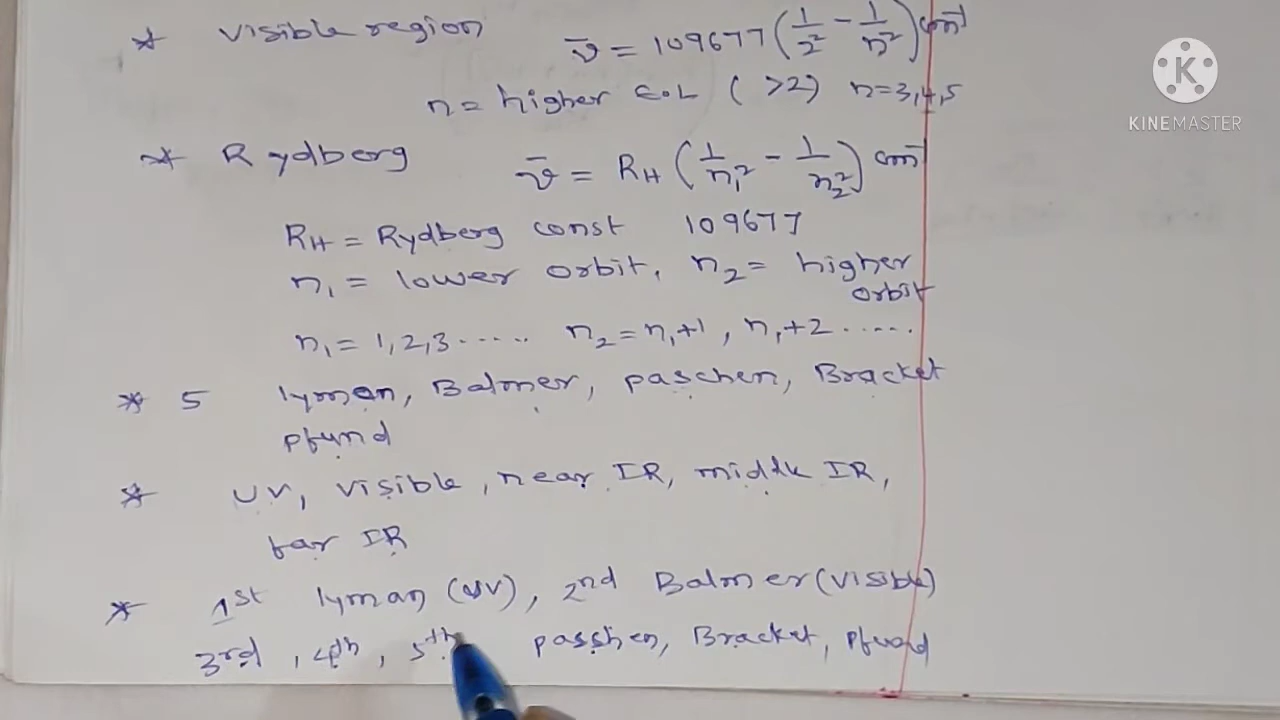 * visible region ν̄ = 109677 (1/2² − 1/n²) cm⁻¹
n = higher E.L (>2) n=3,4,5
* Rydberg ν̄ = RH (1/n₁² − 1/n₂²) cm⁻¹
RH = Rydberg const 109677
n₁ = lower orbit, n₂ = higher
orbit
n₁ = 1,2,3..... n₂ = n₁+1, n₁+2.....
* 5 lyman, Balmer, paschen, Bracket
pfund
* UV, visible, near IR, middle IR,
far IR
* 1st lyman (UV), 2nd Balmer (visible)
3rd, 4th, 5th paschen, Bracket, Pfund
K
KINEMASTER